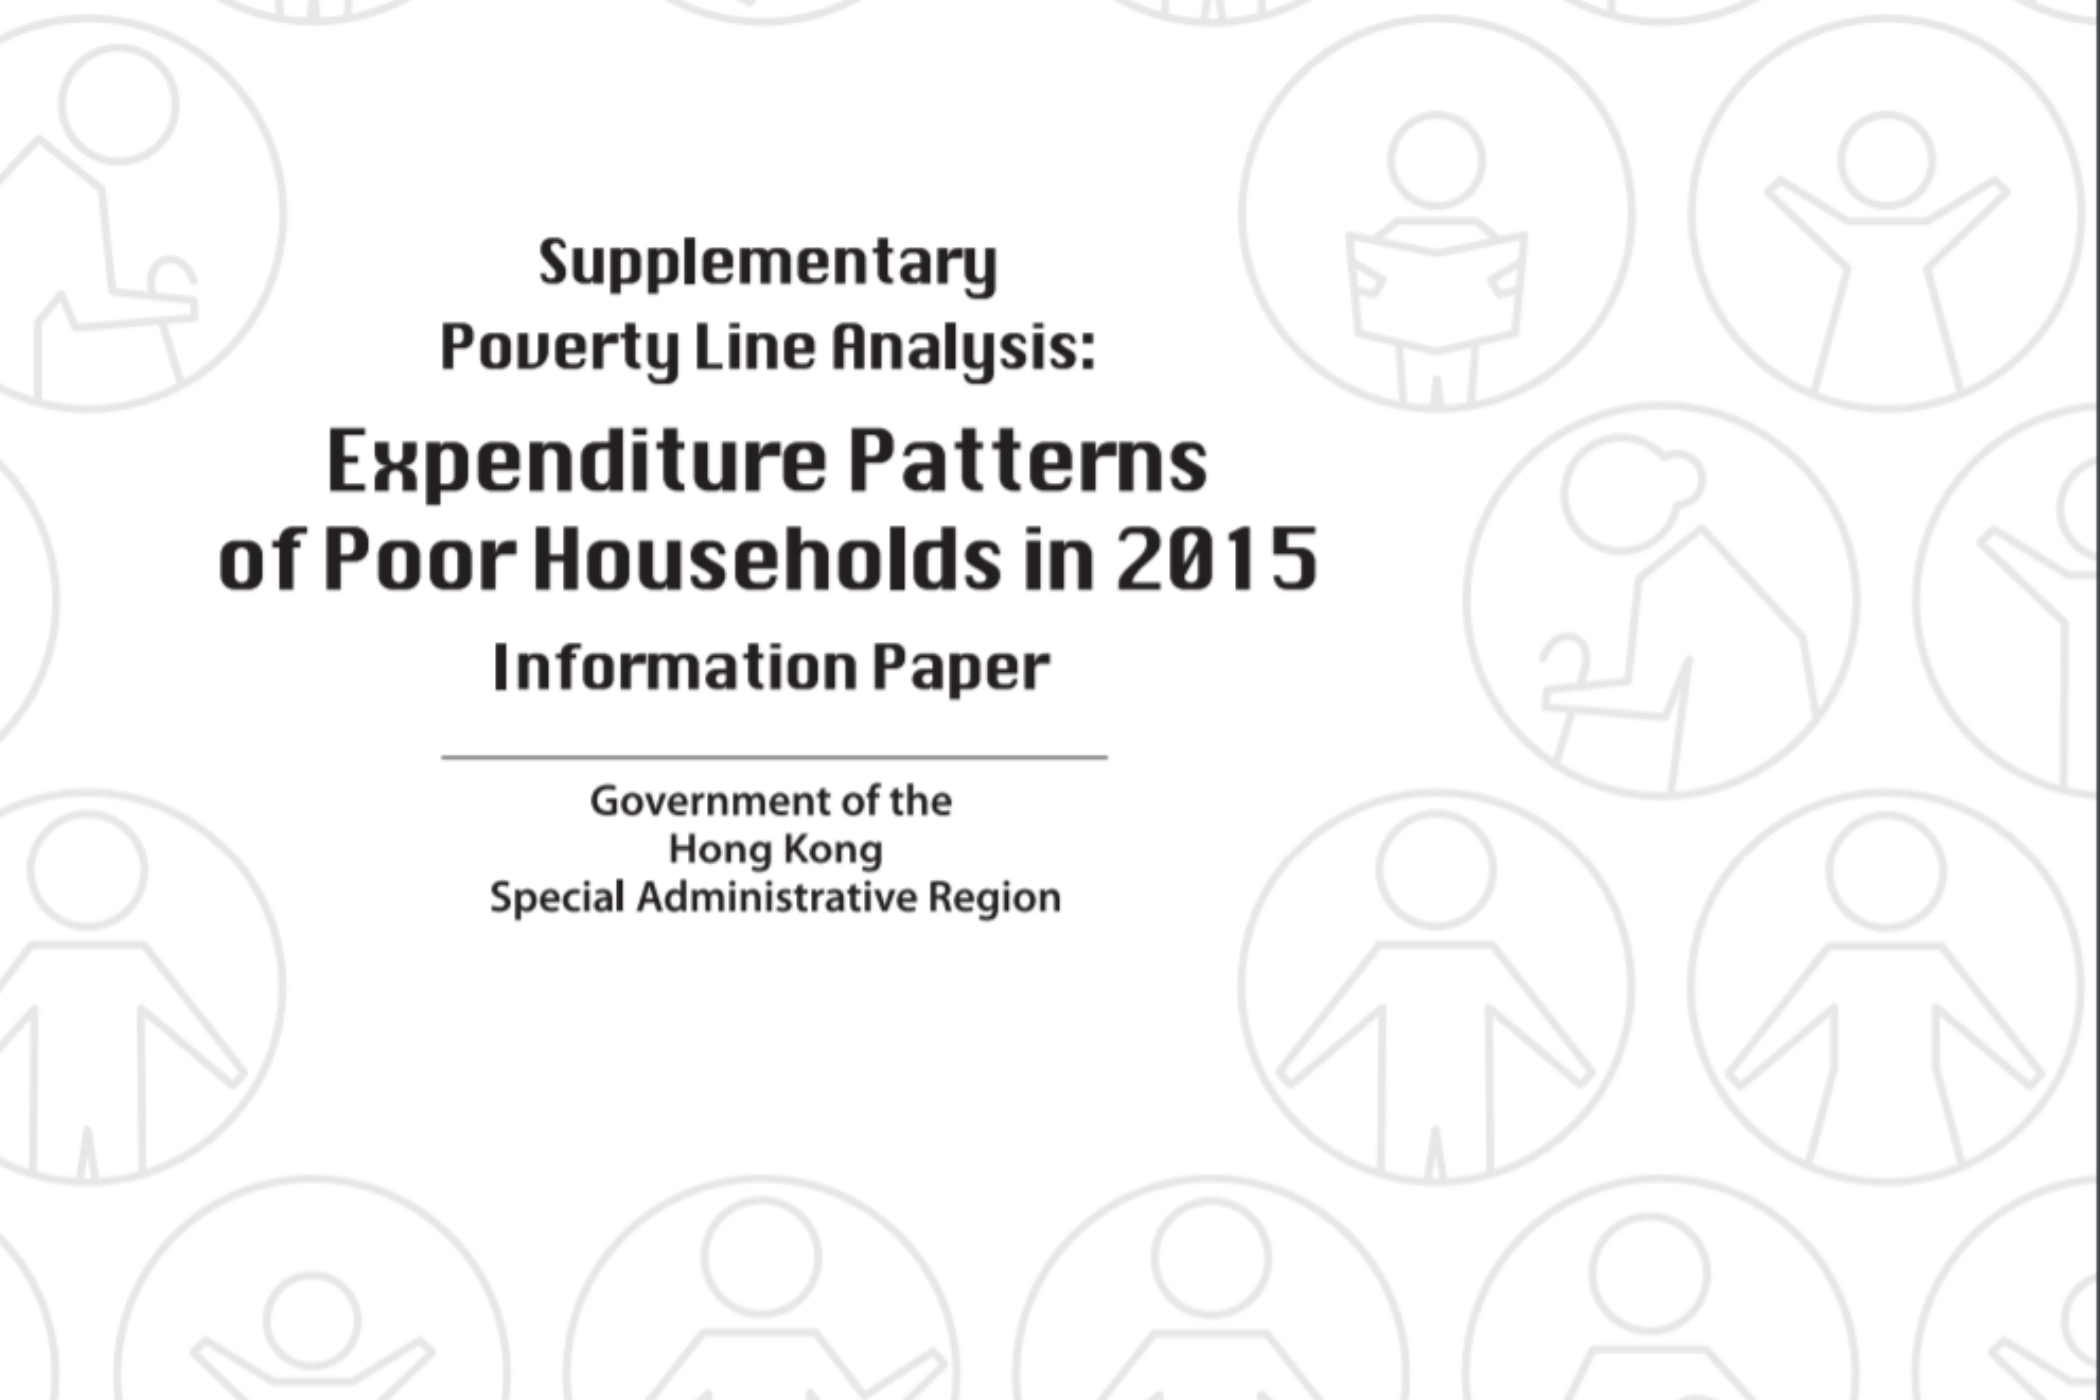 Supplementary
Poverty Line Analysis:
Expenditure Patterns
of Poor Households in 2015
Information Paper
Government of the
Hong Kong
Special Administrative Region